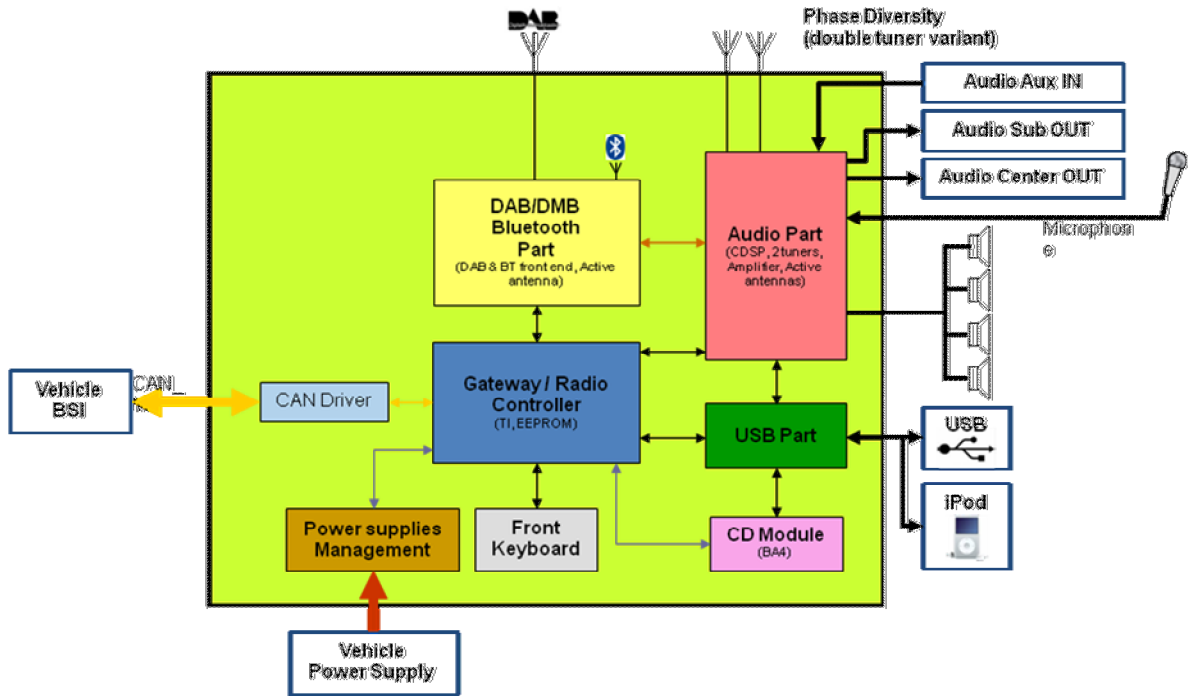 DAB
Phase Diversity
(double tuner variant)
Audio Aux IN
Audio Sub OUT
Audio Center OUT
Microphon
e
DAB/DMB
Bluetooth
Part
(DAB & BT front end, Active
antenna)
Audio Part
(CDSP, 2tuners,
Amplifier, Active
antennas)
Vehicle
BSI
CAN_
CAN Driver
Gateway / Radio
Controller
(TI, EEPROM)
USB Part
USB
iPod
Power supplies
Management
Front
Keyboard
CD Module
(BA4)
Vehicle
Power Supply